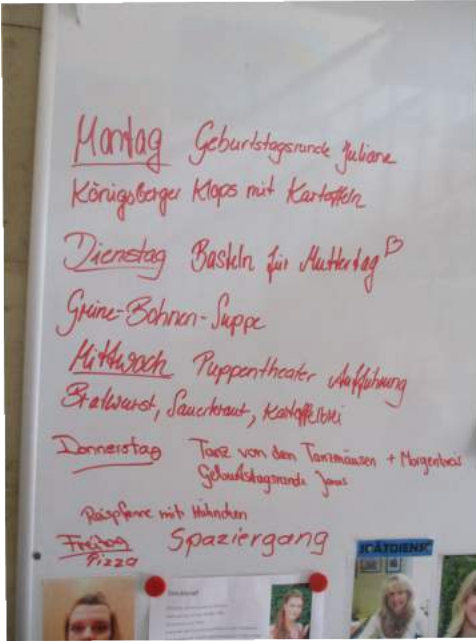 Montag Geburtstagsrunde Juliane
Königsberger Klops mit Kartoffeln
Dienstag Basteln für Muttertag
Grüne-Bohnen-Suppe
Mittwoch Puppentheater Aufführung
Bratwurst, Sauerkraut, Kartoffelbrei
Donnerstag Tanz von den Tanzmäusen + Morgenkreis
Geburtstagsrunde Jonas
Reispfanne mit Hähnchen
Freitag Spaziergang
Pizza